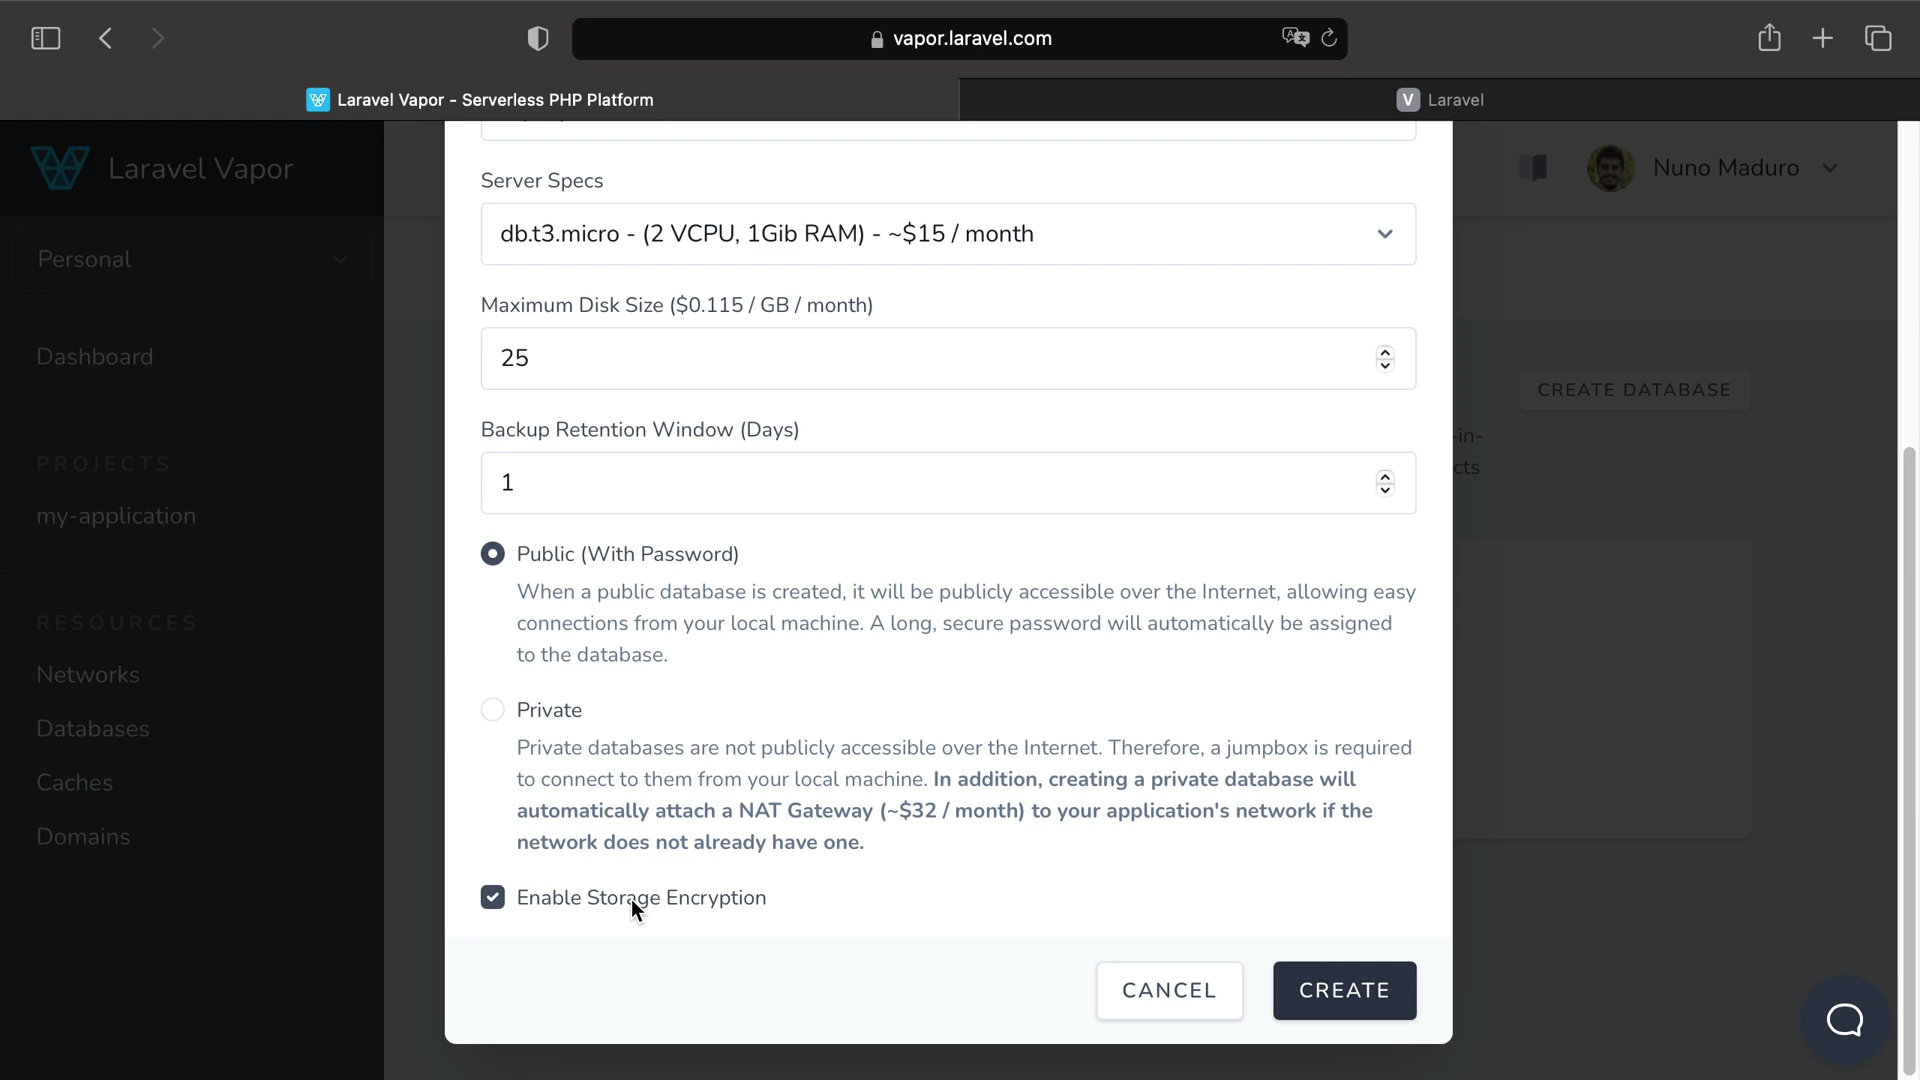 vapor.laravel.com
Laravel Vapor - Serverless PHP Platform
V Laravel
Laravel Vapor
Nuno Maduro
Personal
Dashboard
PROJECTS
my-application
RESOURCES
Networks
Databases
Caches
Domains
CREATE DATABASE
-in-
cts
Server Specs
db.t3.micro - (2 VCPU, 1Gib RAM) - ~$15 / month
Maximum Disk Size ($0.115 / GB / month)
25
Backup Retention Window (Days)
1
Public (With Password)
When a public database is created, it will be publicly accessible over the Internet, allowing easy
connections from your local machine. A long, secure password will automatically be assigned
to the database.
Private
Private databases are not publicly accessible over the Internet. Therefore, a jumpbox is required
to connect to them from your local machine. In addition, creating a private database will
automatically attach a NAT Gateway (~$32 / month) to your application's network if the
network does not already have one.
Enable Storage Encryption
CANCEL
CREATE